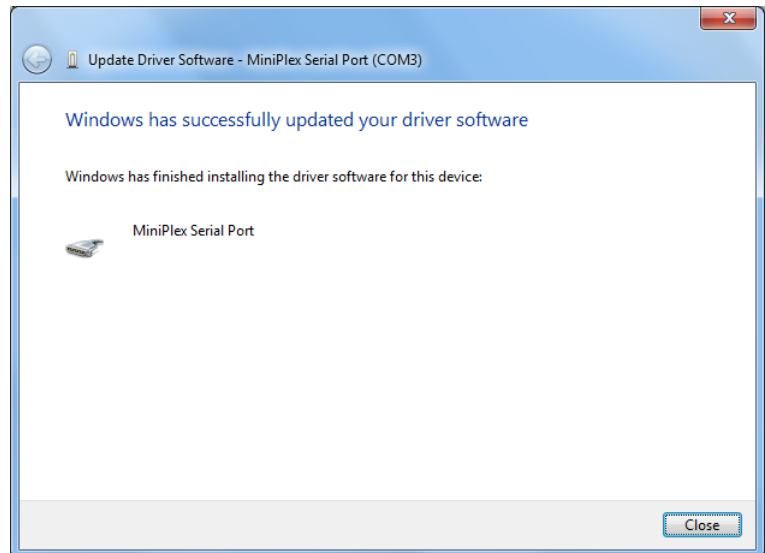 Update Driver Software - MiniPlex Serial Port (COM3)
Windows has successfully updated your driver software
Windows has finished installing the driver software for this device:
MiniPlex Serial Port
Close